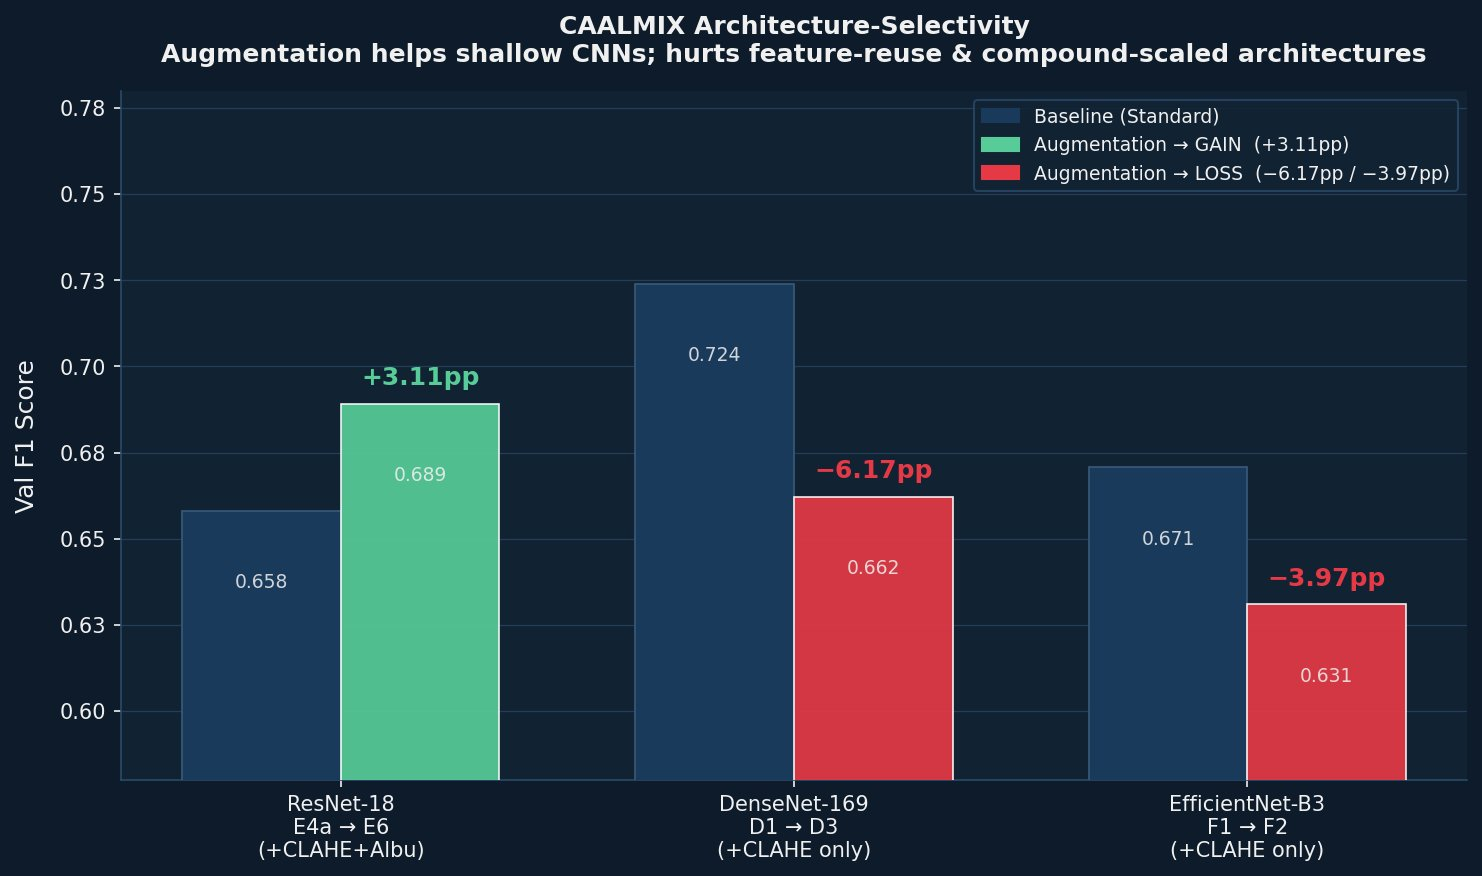 CAALMIX Architecture-Selectivity
Augmentation helps shallow CNNs; hurts feature-reuse & compound-scaled architectures
Baseline (Standard)
Augmentation → GAIN (+3.11pp)
Augmentation → LOSS (−6.17pp / −3.97pp)
Val F1 Score
0.78
0.75
0.73
0.70
0.68
0.65
0.63
0.60
0.658
+3.11pp
0.689
0.724
−6.17pp
0.662
0.671
−3.97pp
0.631
ResNet-18
E4a → E6
(+CLAHE+Albu)
DenseNet-169
D1 → D3
(+CLAHE only)
EfficientNet-B3
F1 → F2
(+CLAHE only)